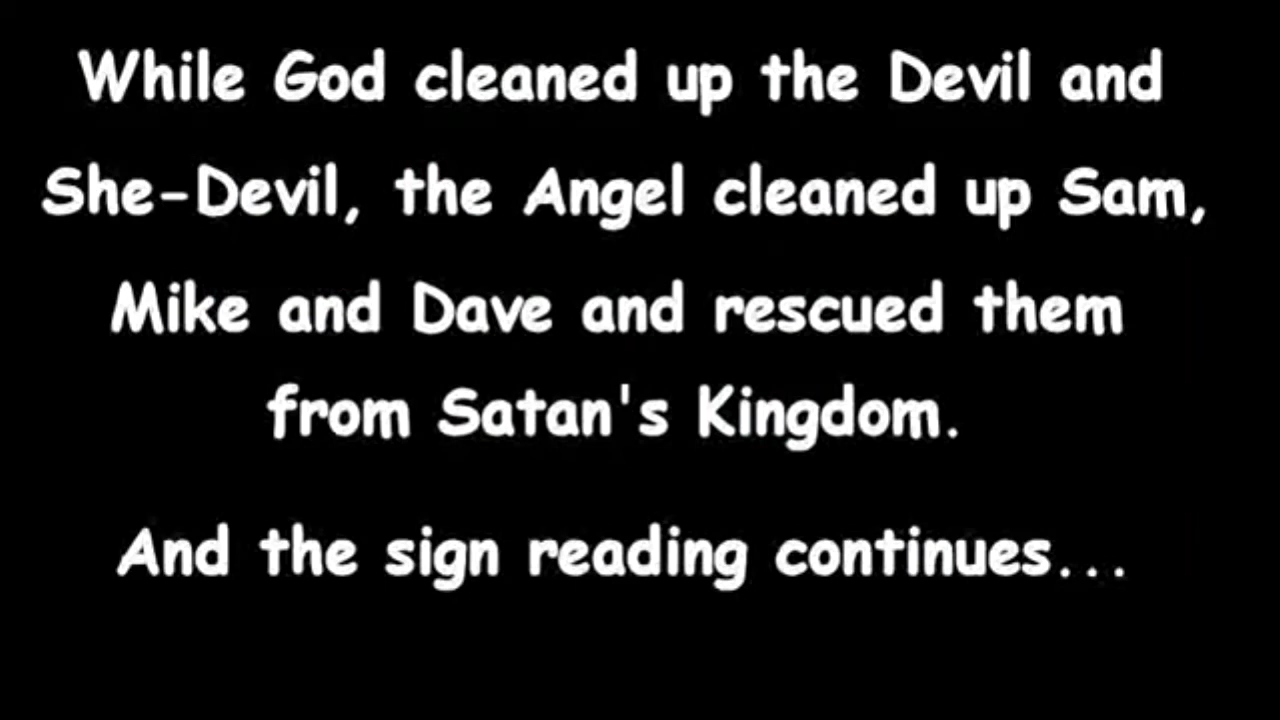 While God cleaned up the Devil and
She-Devil, the Angel cleaned up Sam,
Mike and Dave and rescued them
from Satan's Kingdom.
And the sign reading continues...